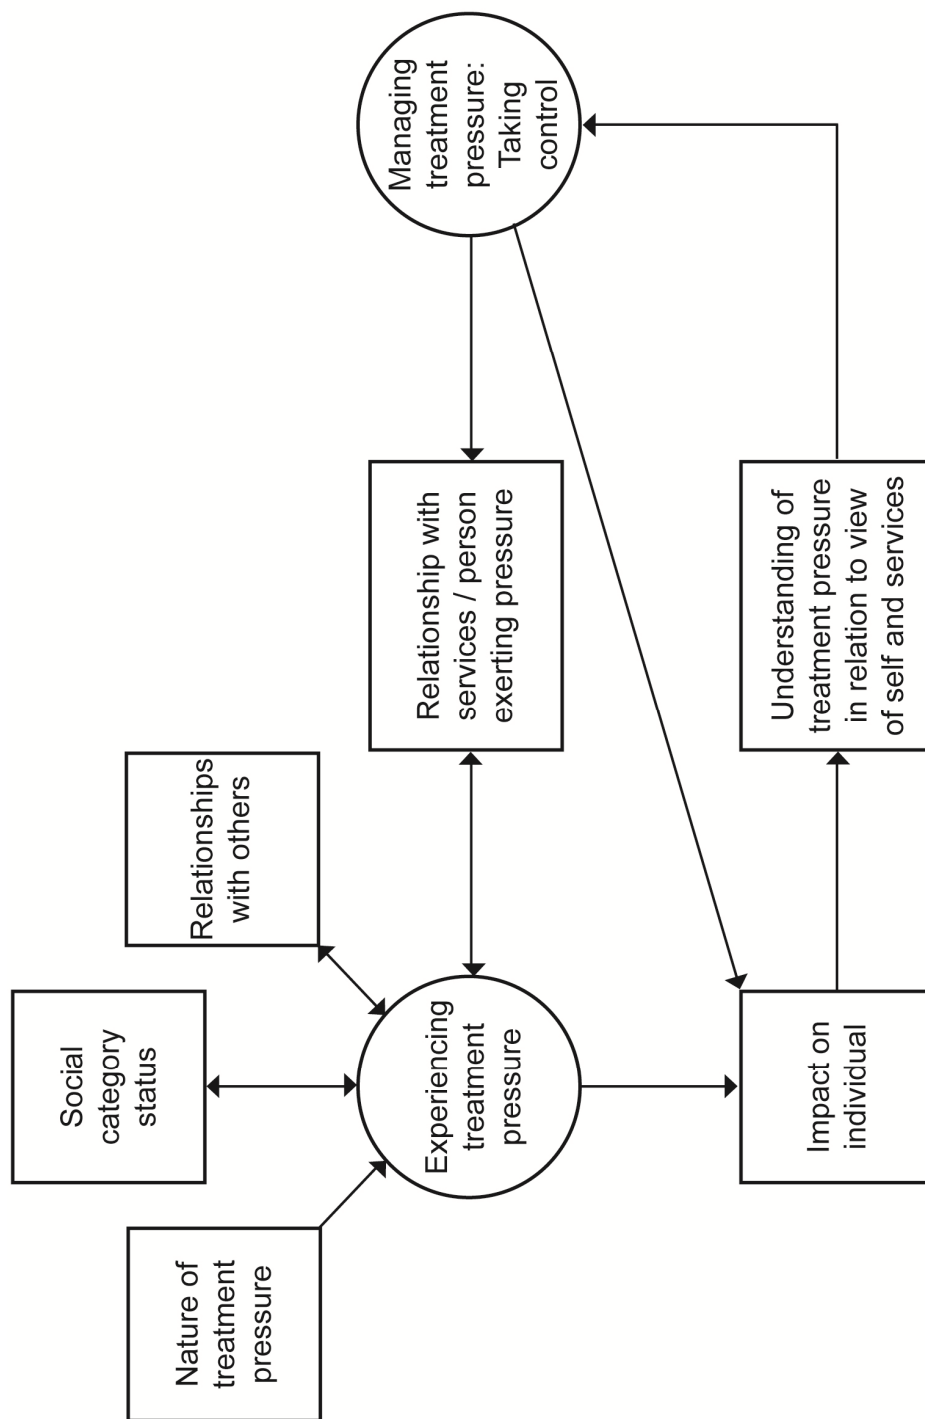 Social
category
status
Nature of
treatment
pressure
Relationships
with others
Experiencing
treatment
pressure
Relationship with
services / person
exerting pressure
Managing
treatment
pressure:
Taking
control
Impact on
individual
Understanding of
treatment pressure
in relation to view
of self and services